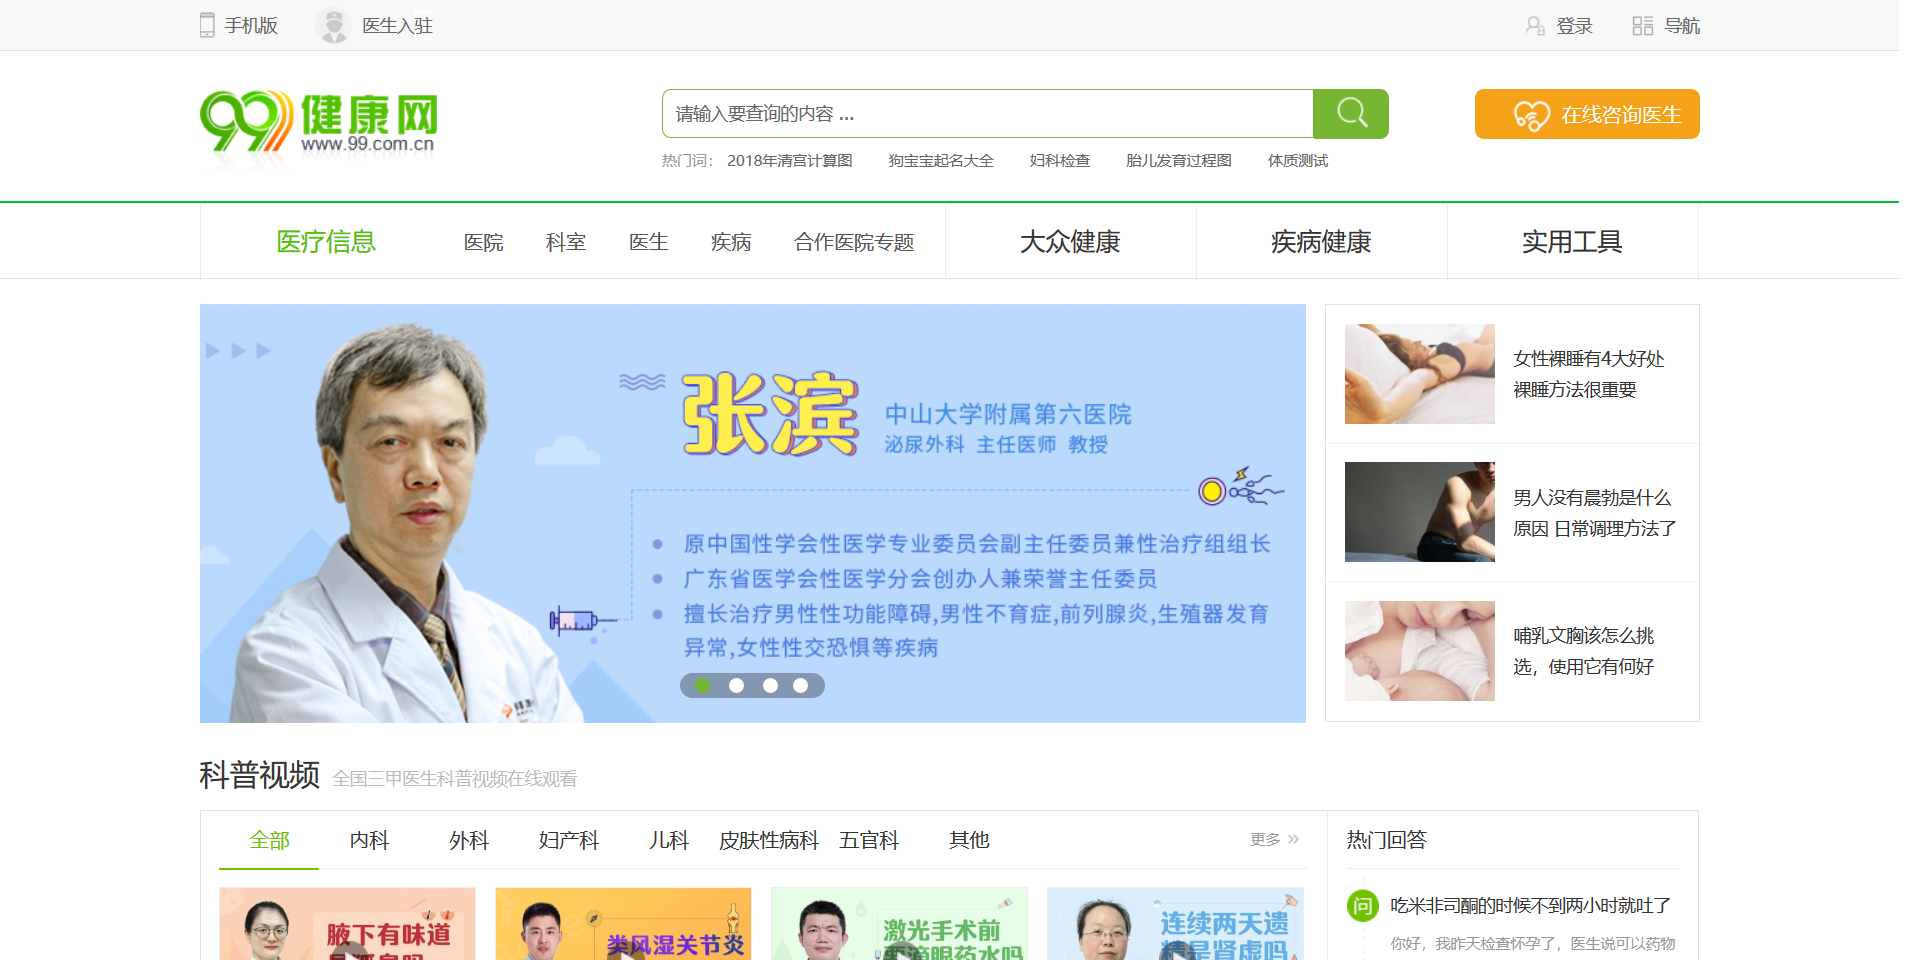 手机版 医生入驻 登录 导航
99健康网
www.99.com.cn
请输入要查询的内容 ...
在线咨询医生
热门词： 2018年清宫计算图 狗宝宝起名大全 妇科检查 胎儿发育过程图 体质测试
医疗信息 医院 科室 医生 疾病 合作医院专题 大众健康 疾病健康 实用工具
张滨
中山大学附属第六医院
泌尿外科 主任医师 教授
原中国性学会性医学专业委员会副主任委员兼性治疗组组长
广东省医学会性医学分会创办人兼荣誉主任委员
擅长治疗男性性功能障碍,男性不育症,前列腺炎,生殖器发育
异常,女性性交恐惧等疾病
女性裸睡有4大好处
裸睡方法很重要
男人没有晨勃是什么
原因 日常调理方法了
哺乳文胸该怎么挑
选，使用它有何好
科普视频 全国三甲医生科普视频在线观看
全部 内科 外科 妇产科 儿科 皮肤性病科 五官科 其他 更多 »
热门回答
腋下有味道
类风湿关节炎
激光手术前
要滴眼药水吗
连续两天遗
精是肾虚吗
问 吃米非司酮的时候不到两小时就吐了
你好，我昨天检查怀孕了，医生说可以药物